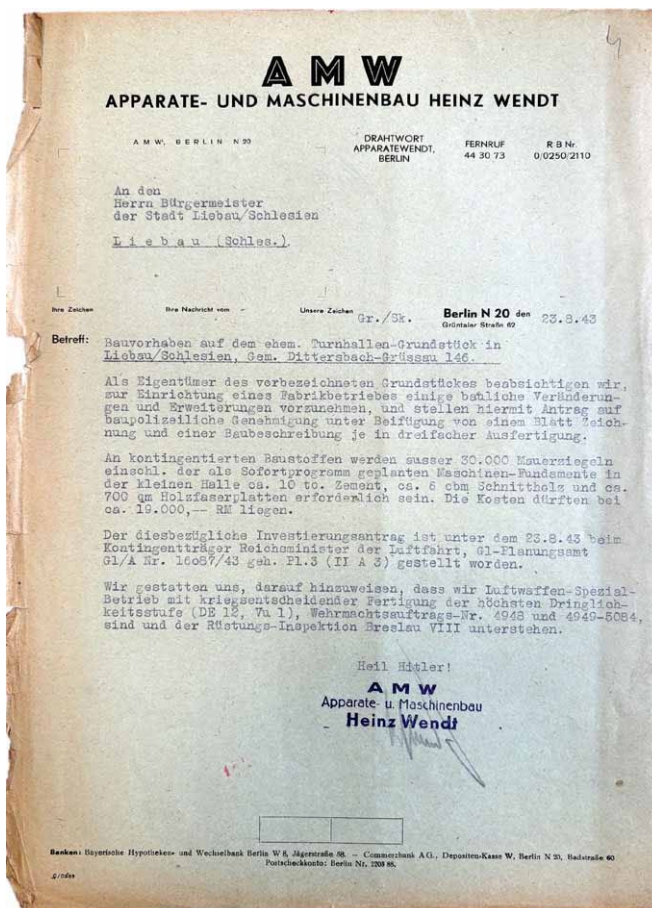 4
AMW
APPARATE- UND MASCHINENBAU HEINZ WENDT
AMW, BERLIN N 20
DRAHTWORT
APPARATEWENDT,
BERLIN
FERNRUF
44 30 73
R B Nr.
0/0250/2110
An den
Herrn Bürgermeister
der Stadt Liebau/Schlesien
Liebau (Schles.)
Ihre Zeichen
Ihre Nachricht vom
Unsere Zeichen
Gr./Sk.
Berlin N 20 den 23.8.43
Grüntaler Straße 62
Betreff: Bauvorhaben auf dem ehem. Turnhallen-Grundstück in
Liebau/Schlesien, Gem. Dittersbach-Grüssau 146.
Als Eigentümer des vorbezeichneten Grundstückes beabsichtigen wir,
zur Einrichtung eines Fabrikbetriebes einige bauliche Veränderun-
gen und Erweiterungen vorzunehmen, und stellen hiermit Antrag auf
baupolizeiliche Genehmigung unter Beifügung von einem Blatt Zeich-
nung und einer Baubeschreibung je in dreifacher Ausfertigung.
An kontingentierten Baustoffen werden ausser 30.000 Mauerziegeln
einschl. der als Sofortprogramm geplanten Maschinen-Fundamente in
der kleinen Halle ca. 10 to. Zement, ca. 6 cbm Schnittholz und ca.
700 qm Holzfaserplatten erforderlich sein. Die Kosten dürften bei
ca. 19.000,-- RM liegen.
Der diesbezügliche Investierungsantrag ist unter dem 23.8.43 beim
Kontingentträger Reichsminister der Luftfahrt, Gl-Planungsamt
Gl/A Nr. 16087/43 geh. Pl.3 (II A 3) gestellt worden.
Wir gestatten uns, darauf hinzuweisen, dass wir Luftwaffen-Spezial-
Betrieb mit kriegsentscheidender Fertigung der höchsten Dringlich-
keitsstufe (DE 12, Vu 1), Wehrmachtsauftrags-Nr. 4948 und 4949-5084,
sind und der Rüstungs-Inspektion Breslau VIII unterstehen.
Heil Hitler!
AMW
Apparate- u. Maschinenbau
Heinz Wendt
Banken: Bayerische Hypotheken- und Wechselbank Berlin W 8, Jägerstraße 58. – Commerzbank A G., Depositen-Kasse W, Berlin N 20, Badstraße 60
Postscheckkonto: Berlin Nr. 2203 88.